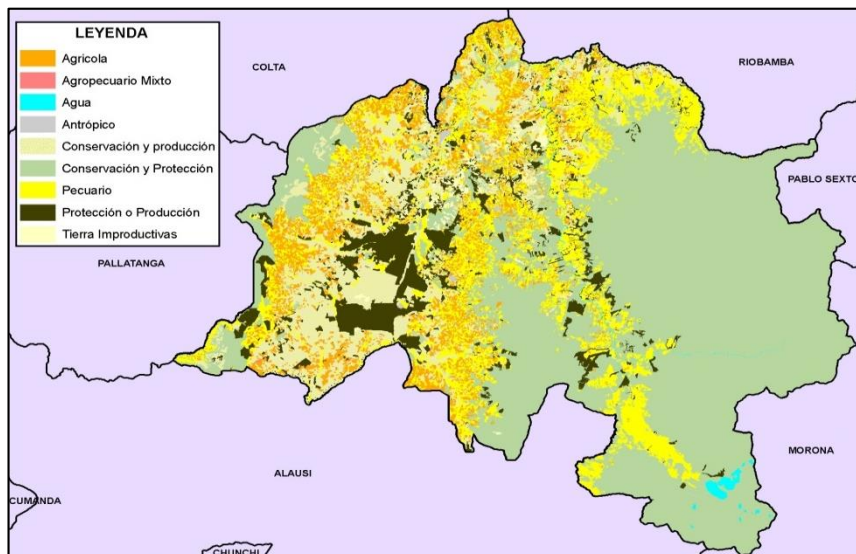 LEYENDA
Agricola
Agropecuario Mixto
Agua
Antrópico
Conservación y producción
Conservación y Protección
Pecuario
Protección o Producción
Tierra Improductivas
COLTA
RIOBAMBA
PABLO SEXTO
PALLATANGA
MORONA
ALAUSI
CUMANDA
CHUNCHI